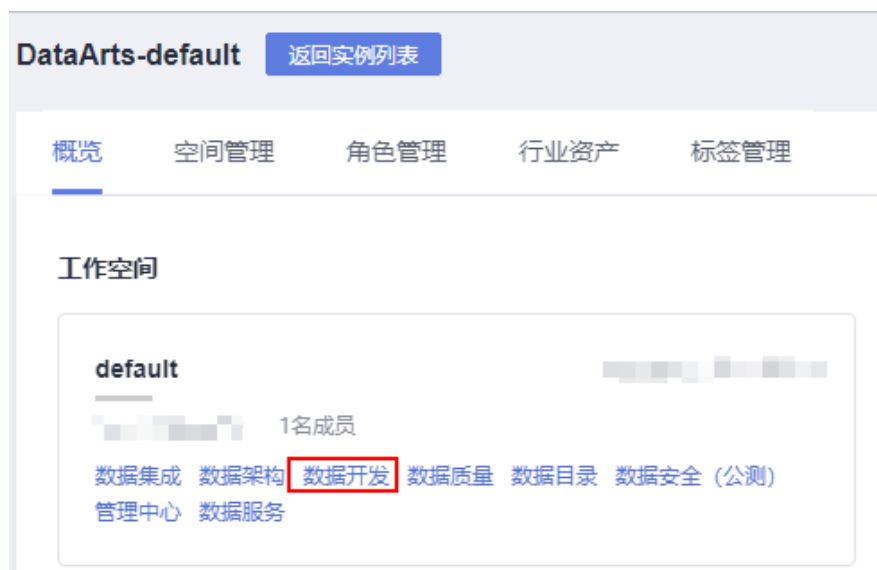 DataArts-default 返回实例列表
概览 空间管理 角色管理 行业资产 标签管理
工作空间
default
1名成员
数据集成 数据架构 数据开发 数据质量 数据目录 数据安全 (公测)
管理中心 数据服务